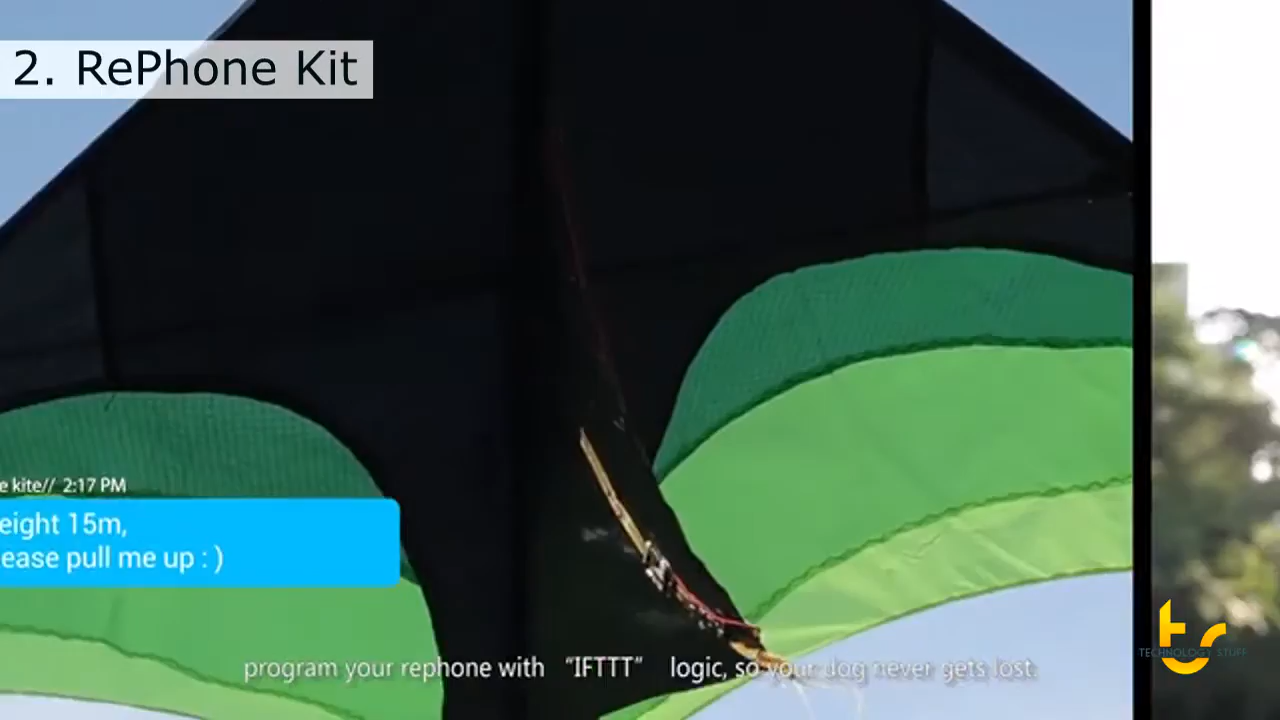 2. RePhone Kit
e kite// 2:17 PM
eight 15m,
ease pull me up : )
program your rephone with “IFTTT” logic, so your dog never gets lost.
ts
TECHNOLOGY STUFF